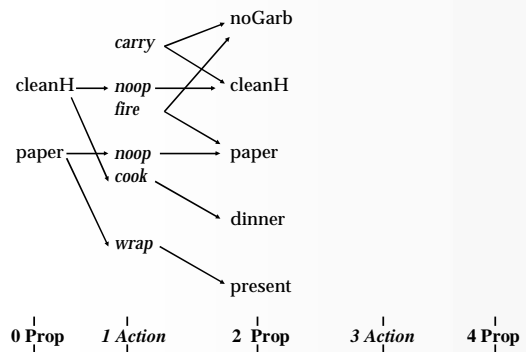 noGarb
carry
cleanH noop cleanH
fire
paper noop paper
cook
dinner
wrap
present
0 Prop 1 Action 2 Prop 3 Action 4 Prop